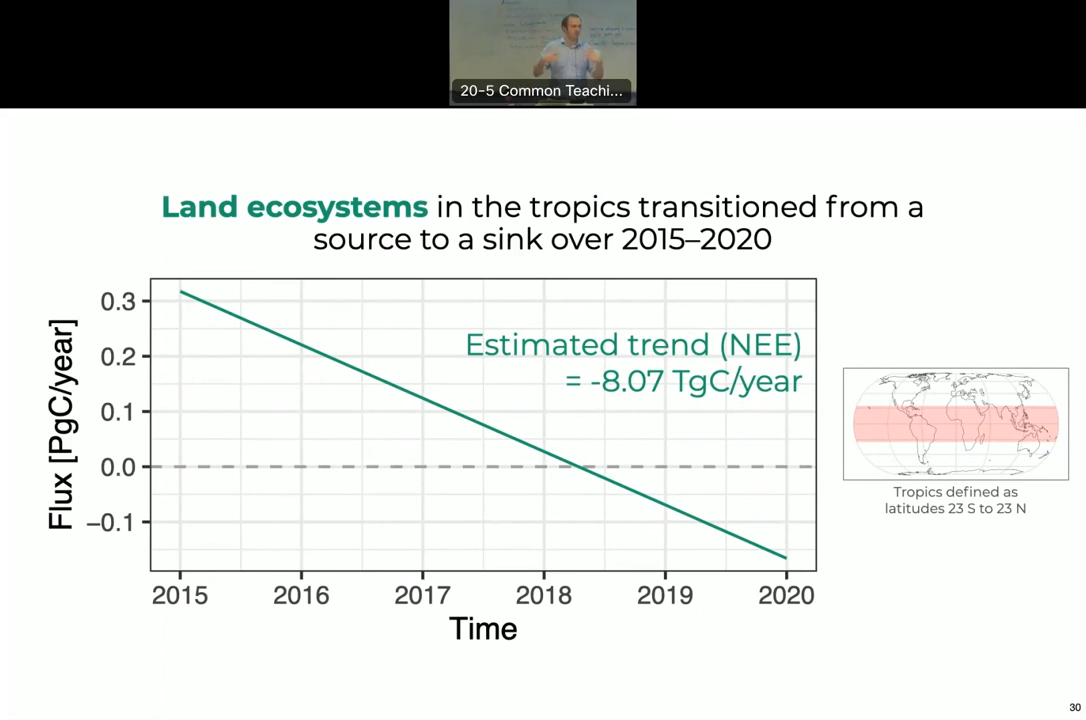 20-5 Common Teachi...
Land ecosystems in the tropics transitioned from a
source to a sink over 2015–2020
Flux [PgC/year]
0.3
0.2
0.1
0.0
−0.1
Estimated trend (NEE)
= -8.07 TgC/year
2015 2016 2017 2018 2019 2020
Time
Tropics defined as
latitudes 23 S to 23 N
30